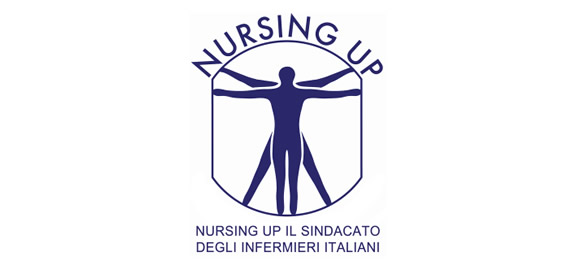 NURSING UP
NURSING UP IL SINDACATO
DEGLI INFERMIERI ITALIANI